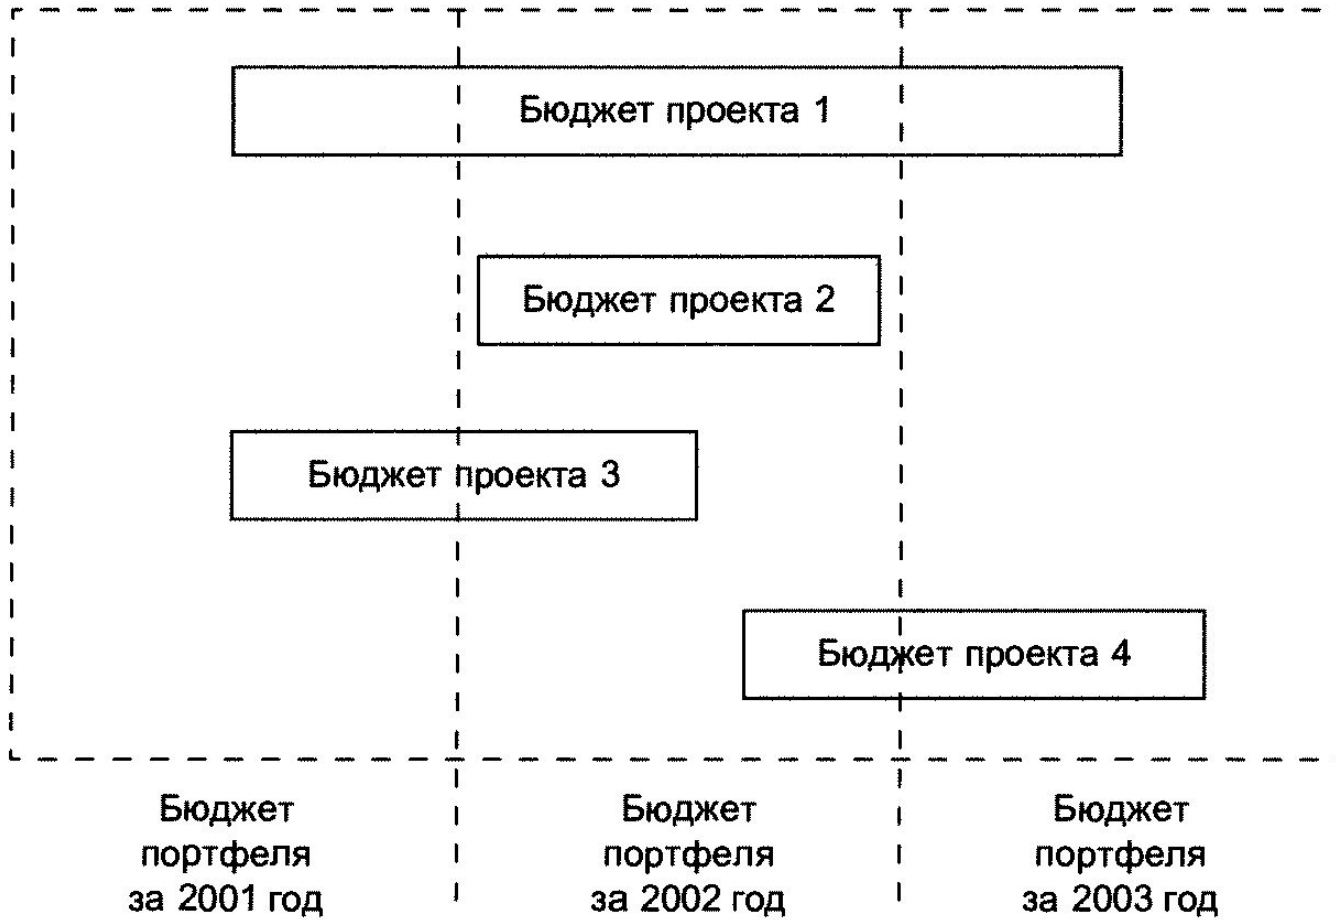 Бюджет проекта 1
Бюджет проекта 2
Бюджет проекта 3
Бюджет проекта 4
Бюджет
портфеля
за 2001 год
Бюджет
портфеля
за 2002 год
Бюджет
портфеля
за 2003 год